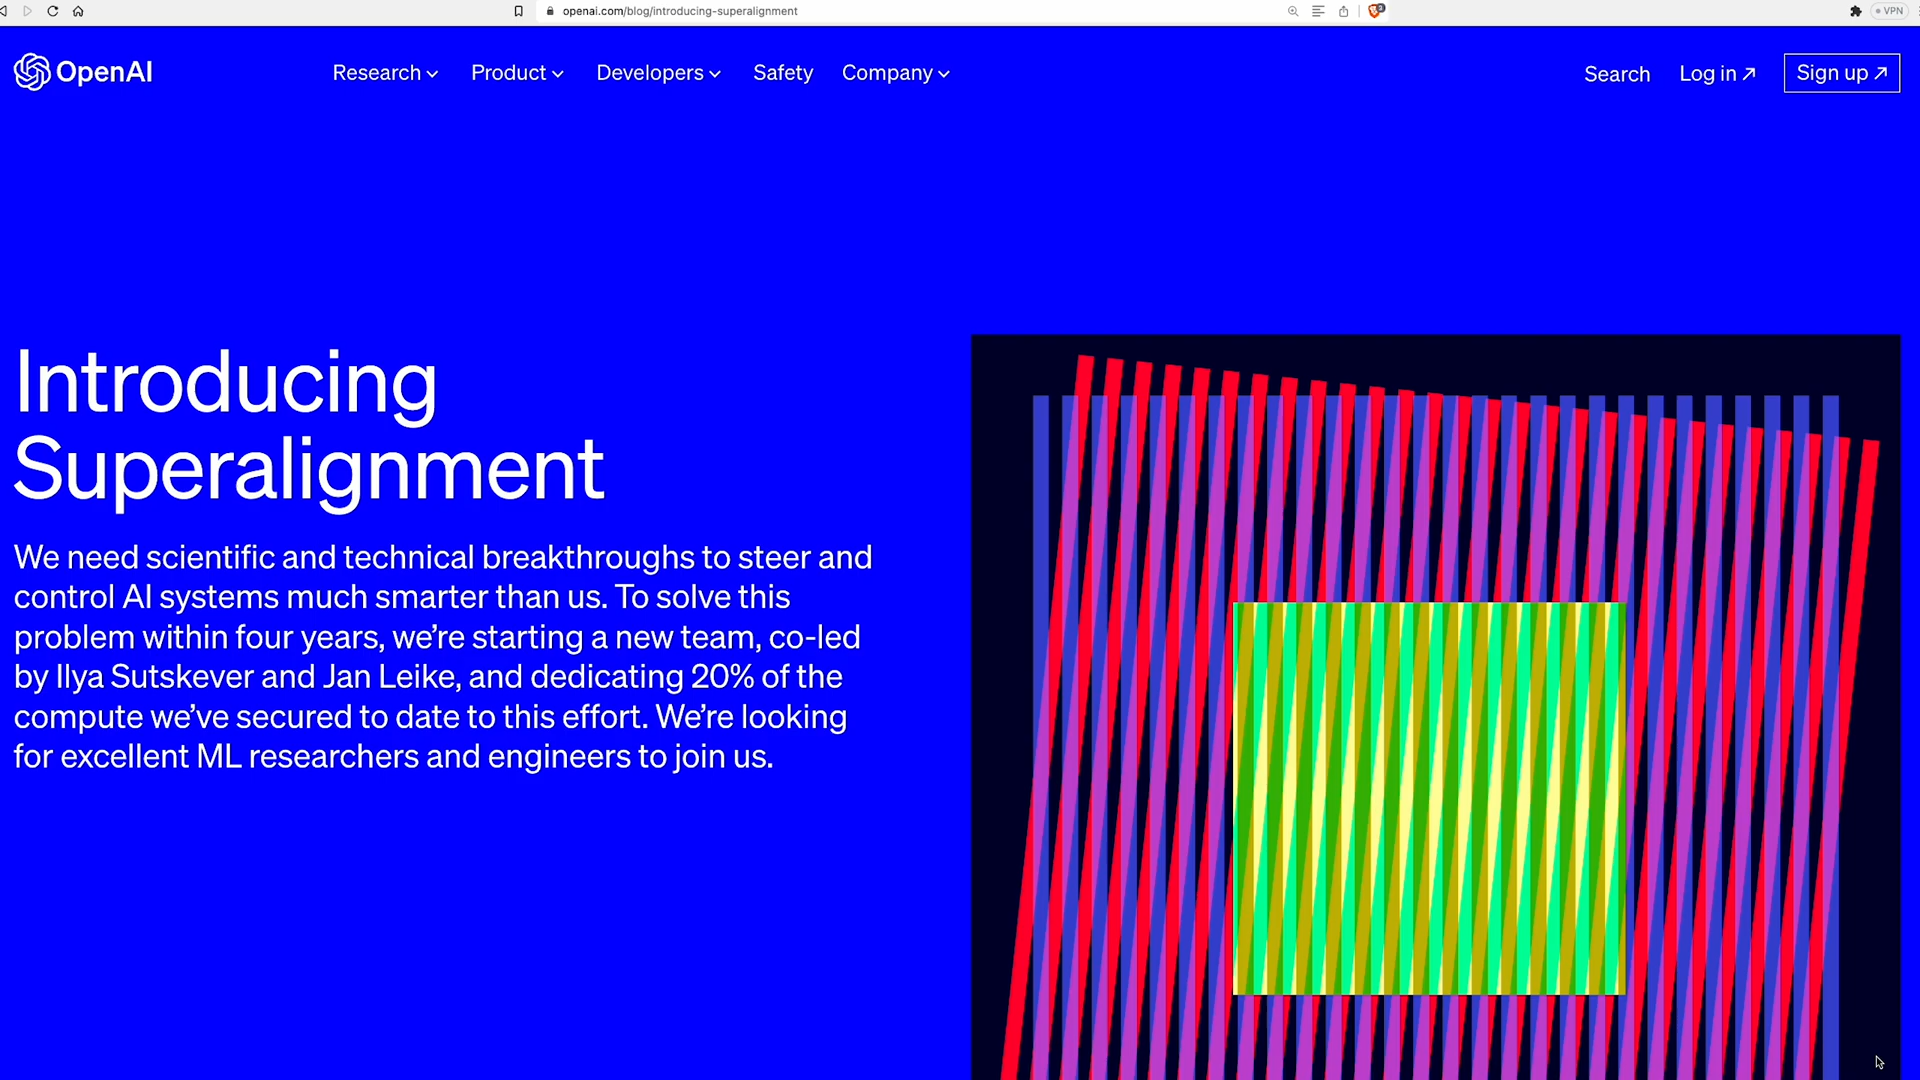 openai.com/blog/introducing-superalignment
VPN
OpenAI
Research
Product
Developers
Safety
Company
Search
Log in
Sign up
Introducing
Superalignment
We need scientific and technical breakthroughs to steer and
control AI systems much smarter than us. To solve this
problem within four years, we’re starting a new team, co-led
by Ilya Sutskever and Jan Leike, and dedicating 20% of the
compute we’ve secured to date to this effort. We’re looking
for excellent ML researchers and engineers to join us.